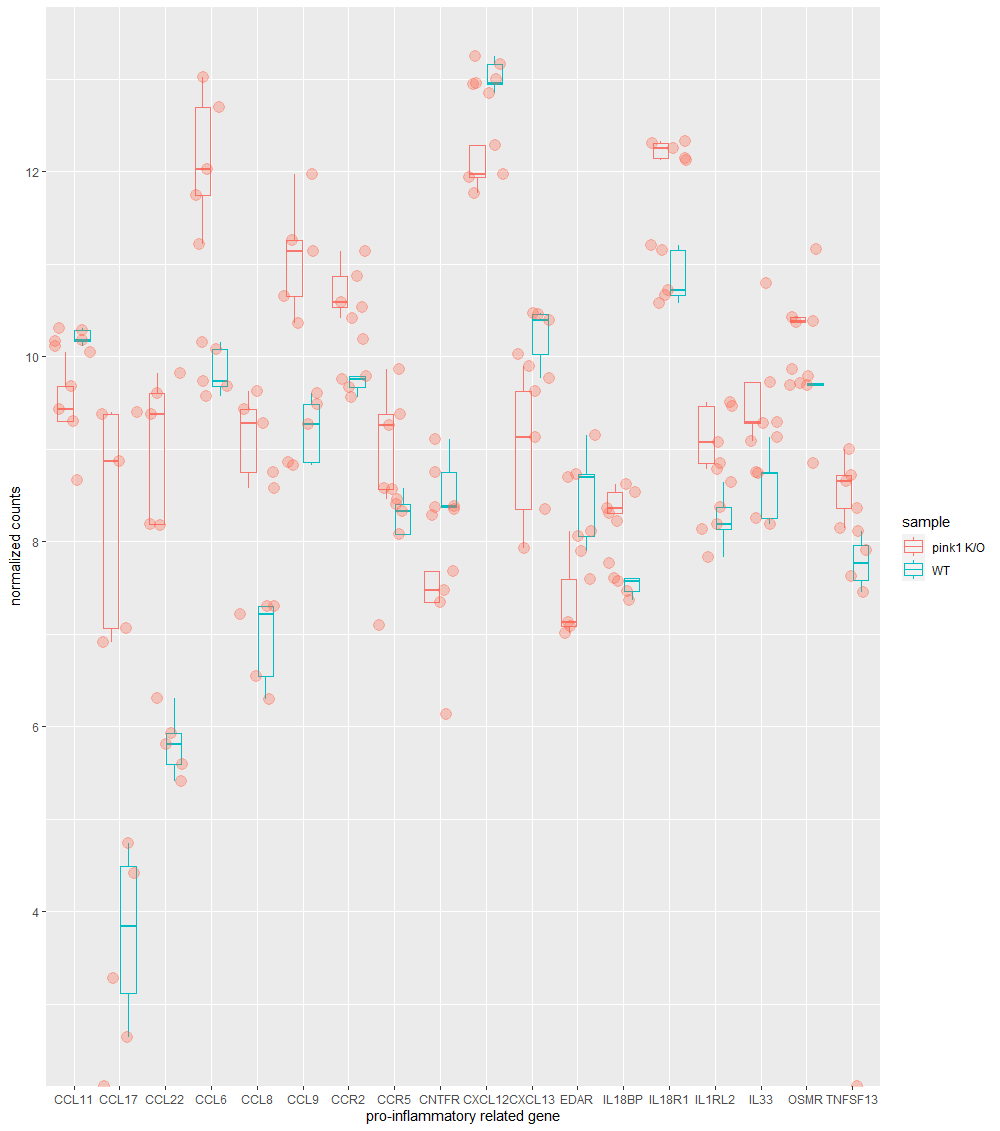 12
10
8
6
4
normalized counts
CCL11 CCL17 CCL22 CCL6 CCL8 CCL9 CCR2 CCR5 CNTFR CXCL12 CXCL13 EDAR IL18BP IL18R1 IL1RL2 IL33 OSMR TNFSF13
pro-inflammatory related gene
sample
pink1 K/O
WT